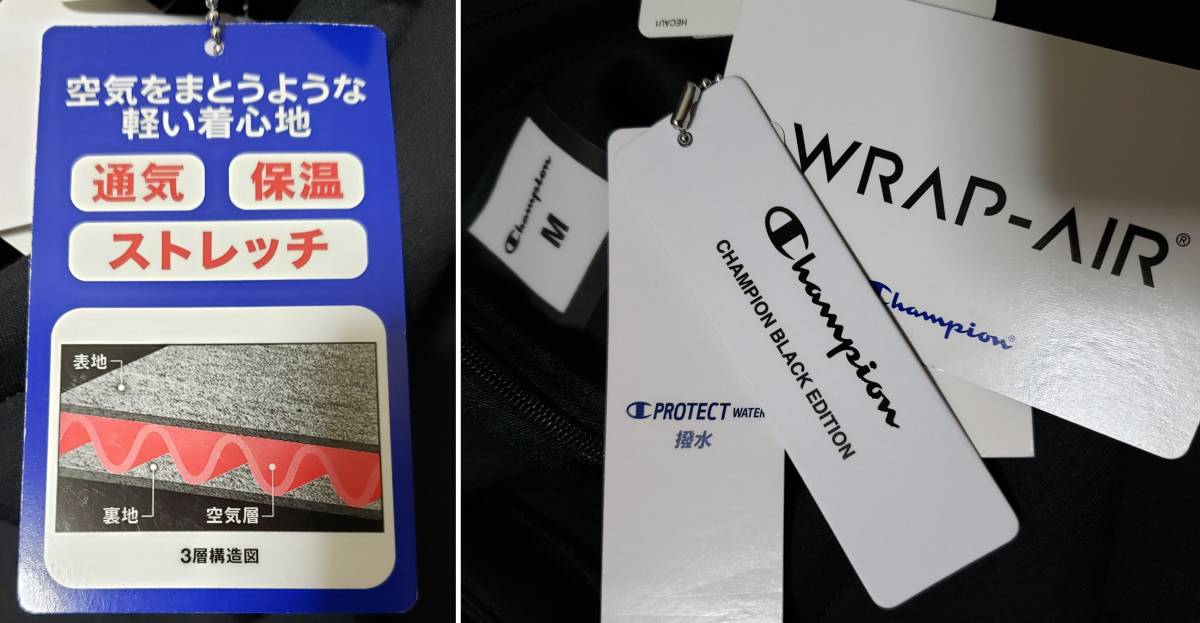 空気をまとうような
軽い着心地
通気
保温
ストレッチ
表地
裏地
空気層
3層構造図
HECAU1
WRAP-AIR®
Champion®
Champion
M
Champion
CHAMPION BLACK EDITION
PROTECT WATER
撥水